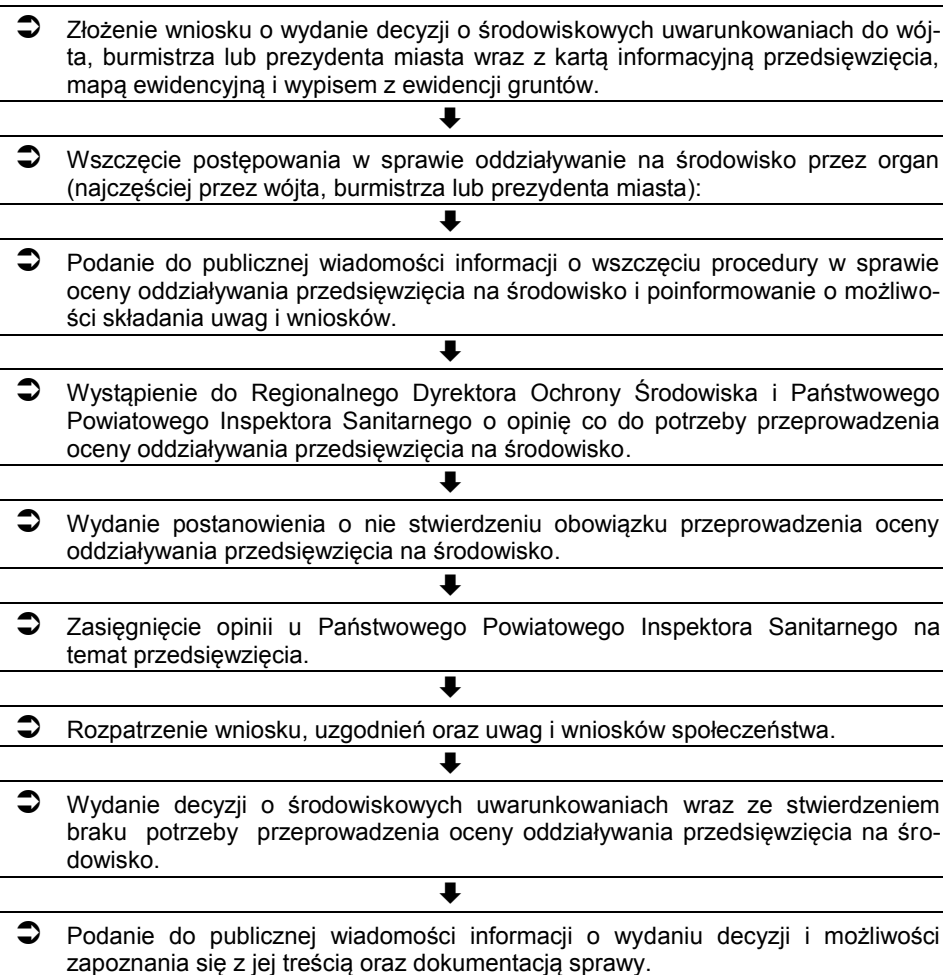 Złożenie wniosku o wydanie decyzji o środowiskowych uwarunkowaniach do wój-
ta, burmistrza lub prezydenta miasta wraz z kartą informacyjną przedsięwzięcia,
mapą ewidencyjną i wypisem z ewidencji gruntów.
Wszczęcie postępowania w sprawie oddziaływanie na środowisko przez organ
(najczęściej przez wójta, burmistrza lub prezydenta miasta):
Podanie do publicznej wiadomości informacji o wszczęciu procedury w sprawie
oceny oddziaływania przedsięwzięcia na środowisko i poinformowanie o możliwo-
ści składania uwag i wniosków.
Wystąpienie do Regionalnego Dyrektora Ochrony Środowiska i Państwowego
Powiatowego Inspektora Sanitarnego o opinię co do potrzeby przeprowadzenia
oceny oddziaływania przedsięwzięcia na środowisko.
Wydanie postanowienia o nie stwierdzeniu obowiązku przeprowadzenia oceny
oddziaływania przedsięwzięcia na środowisko.
Zasięgnięcie opinii u Państwowego Powiatowego Inspektora Sanitarnego na
temat przedsięwzięcia.
Rozpatrzenie wniosku, uzgodnień oraz uwag i wniosków społeczeństwa.
Wydanie decyzji o środowiskowych uwarunkowaniach wraz ze stwierdzeniem
braku potrzeby przeprowadzenia oceny oddziaływania przedsięwzięcia na śro-
dowisko.
Podanie do publicznej wiadomości informacji o wydaniu decyzji i możliwości
zapoznania się z jej treścią oraz dokumentacją sprawy.